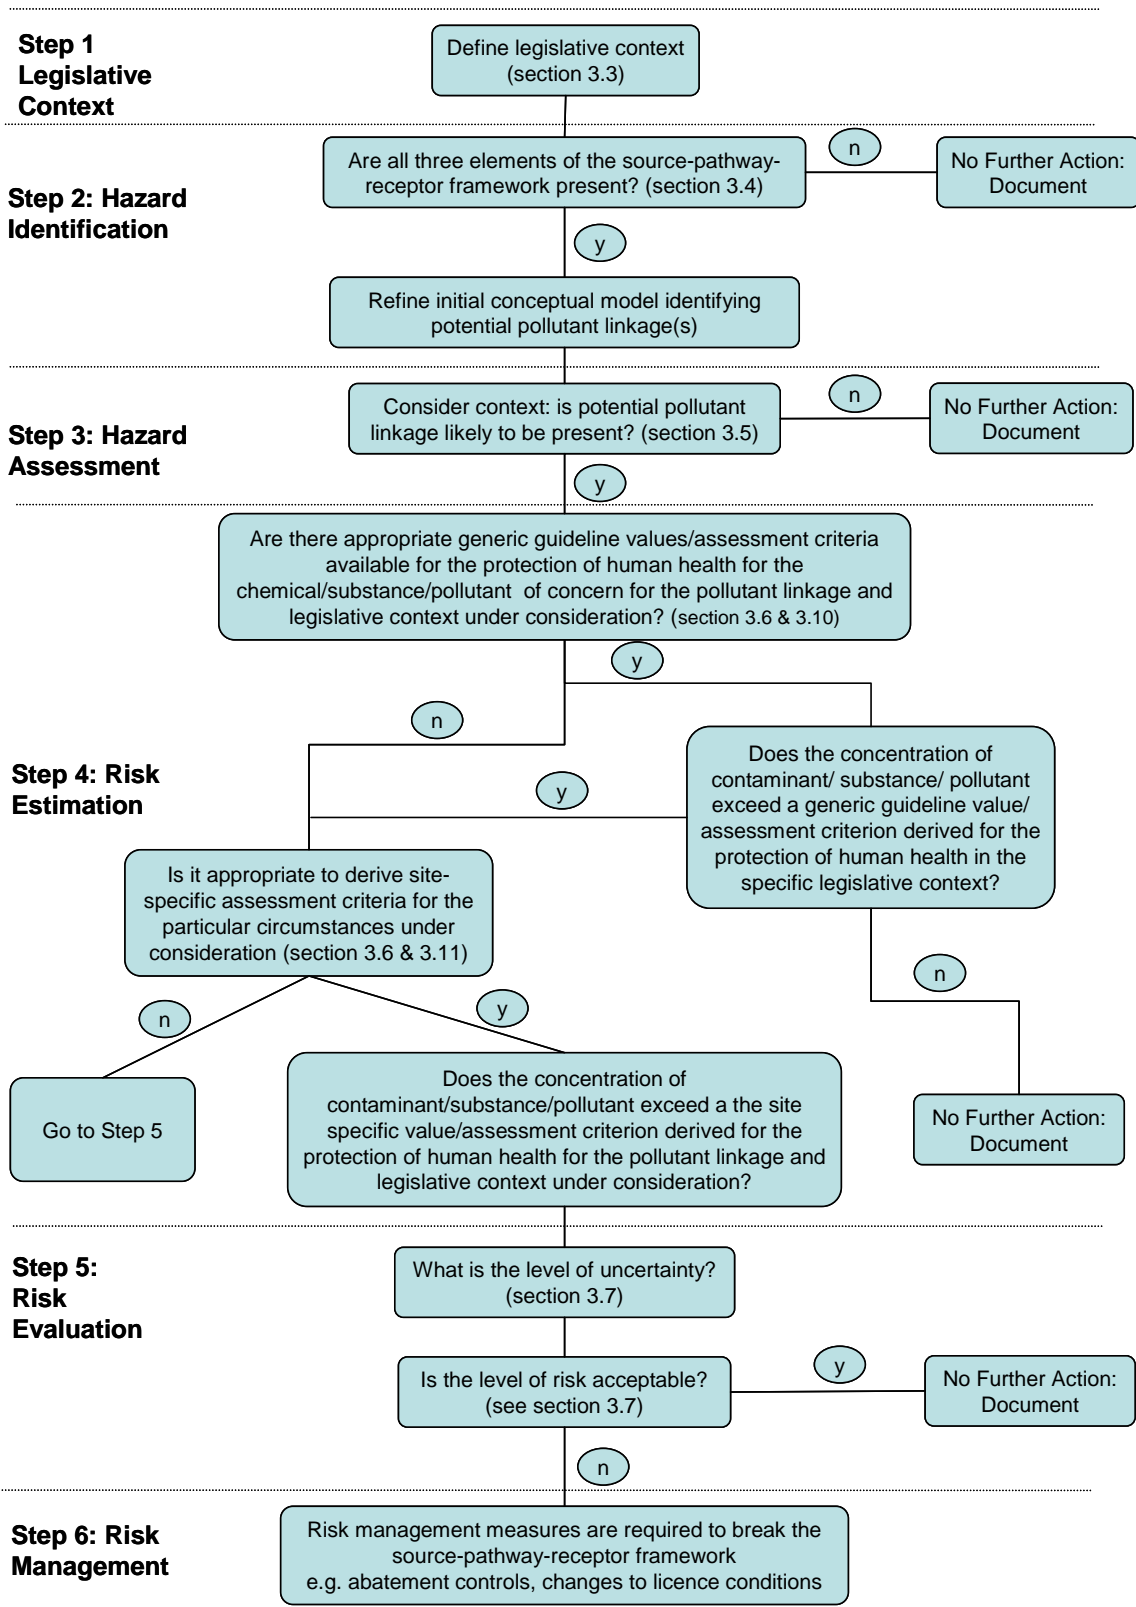 Step 1
Legislative
Context
Define legislative context
(section 3.3)
Step 2: Hazard
Identification
Are all three elements of the source-pathway-
receptor framework present? (section 3.4)
n
No Further Action:
Document
y
Refine initial conceptual model identifying
potential pollutant linkage(s)
Step 3: Hazard
Assessment
Consider context: is potential pollutant
linkage likely to be present? (section 3.5)
n
No Further Action:
Document
y
Are there appropriate generic guideline values/assessment criteria
available for the protection of human health for the
chemical/substance/pollutant of concern for the pollutant linkage and
legislative context under consideration? (section 3.6 & 3.10)
y
n
Step 4: Risk
Estimation
Does the concentration of
contaminant/ substance/ pollutant
exceed a generic guideline value/
assessment criterion derived for the
protection of human health in the
specific legislative context?
y
Is it appropriate to derive site-
specific assessment criteria for the
particular circumstances under
consideration (section 3.6 & 3.11)
n
n
y
Go to Step 5
Does the concentration of
contaminant/substance/pollutant exceed a the site
specific value/assessment criterion derived for the
protection of human health for the pollutant linkage and
legislative context under consideration?
No Further Action:
Document
Step 5:
Risk
Evaluation
What is the level of uncertainty?
(section 3.7)
Is the level of risk acceptable?
(see section 3.7)
y
No Further Action:
Document
n
Step 6: Risk
Management
Risk management measures are required to break the
source-pathway-receptor framework
e.g. abatement controls, changes to licence conditions